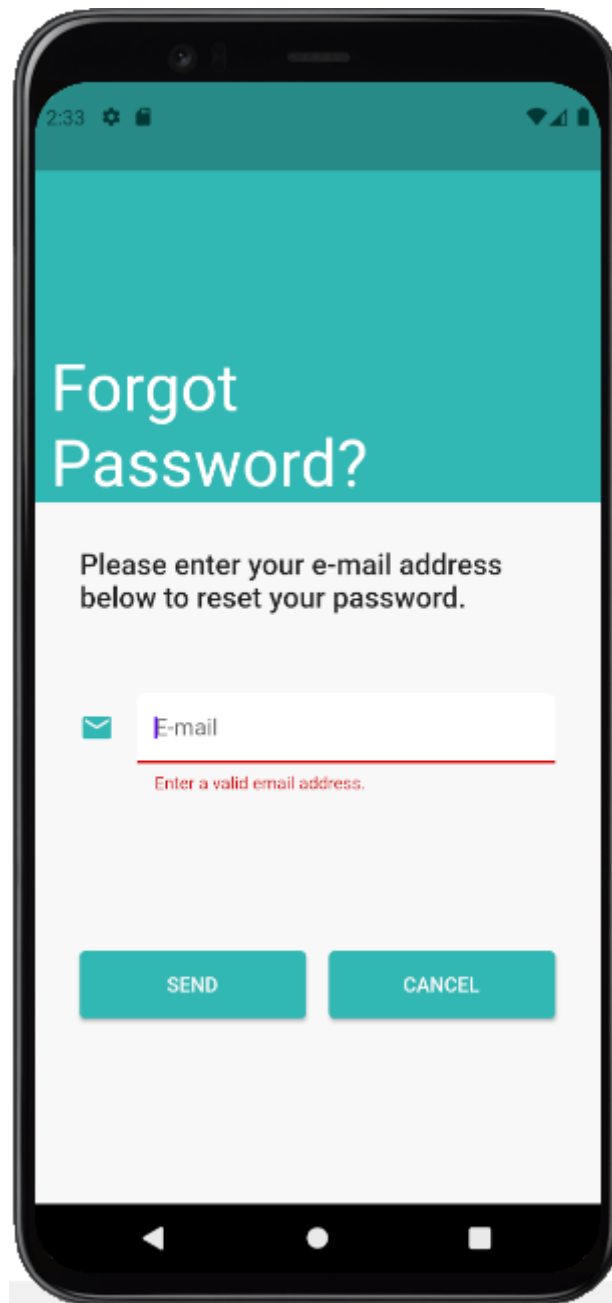 2:33
Forgot
Password?
Please enter your e-mail address
below to reset your password.
E-mail
Enter a valid email address.
SEND
CANCEL